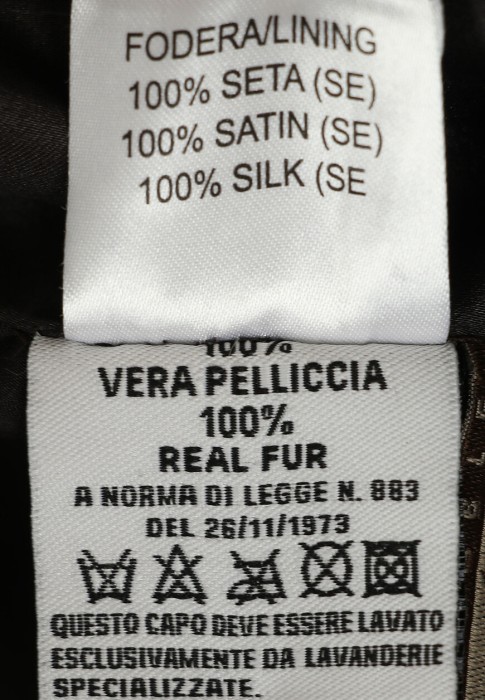 FODERA/LINING
100% SETA (SE)
100% SATIN (SE)
100% SILK (SE
100%
VERA PELLICCIA
100%
REAL FUR
A NORMA DI LEGGE N. 883
DEL 26/11/1973
QUESTO CAPO DEVE ESSERE LAVATO
ESCLUSIVAMENTE DA LAVANDERIE
SPECIALIZZATE.